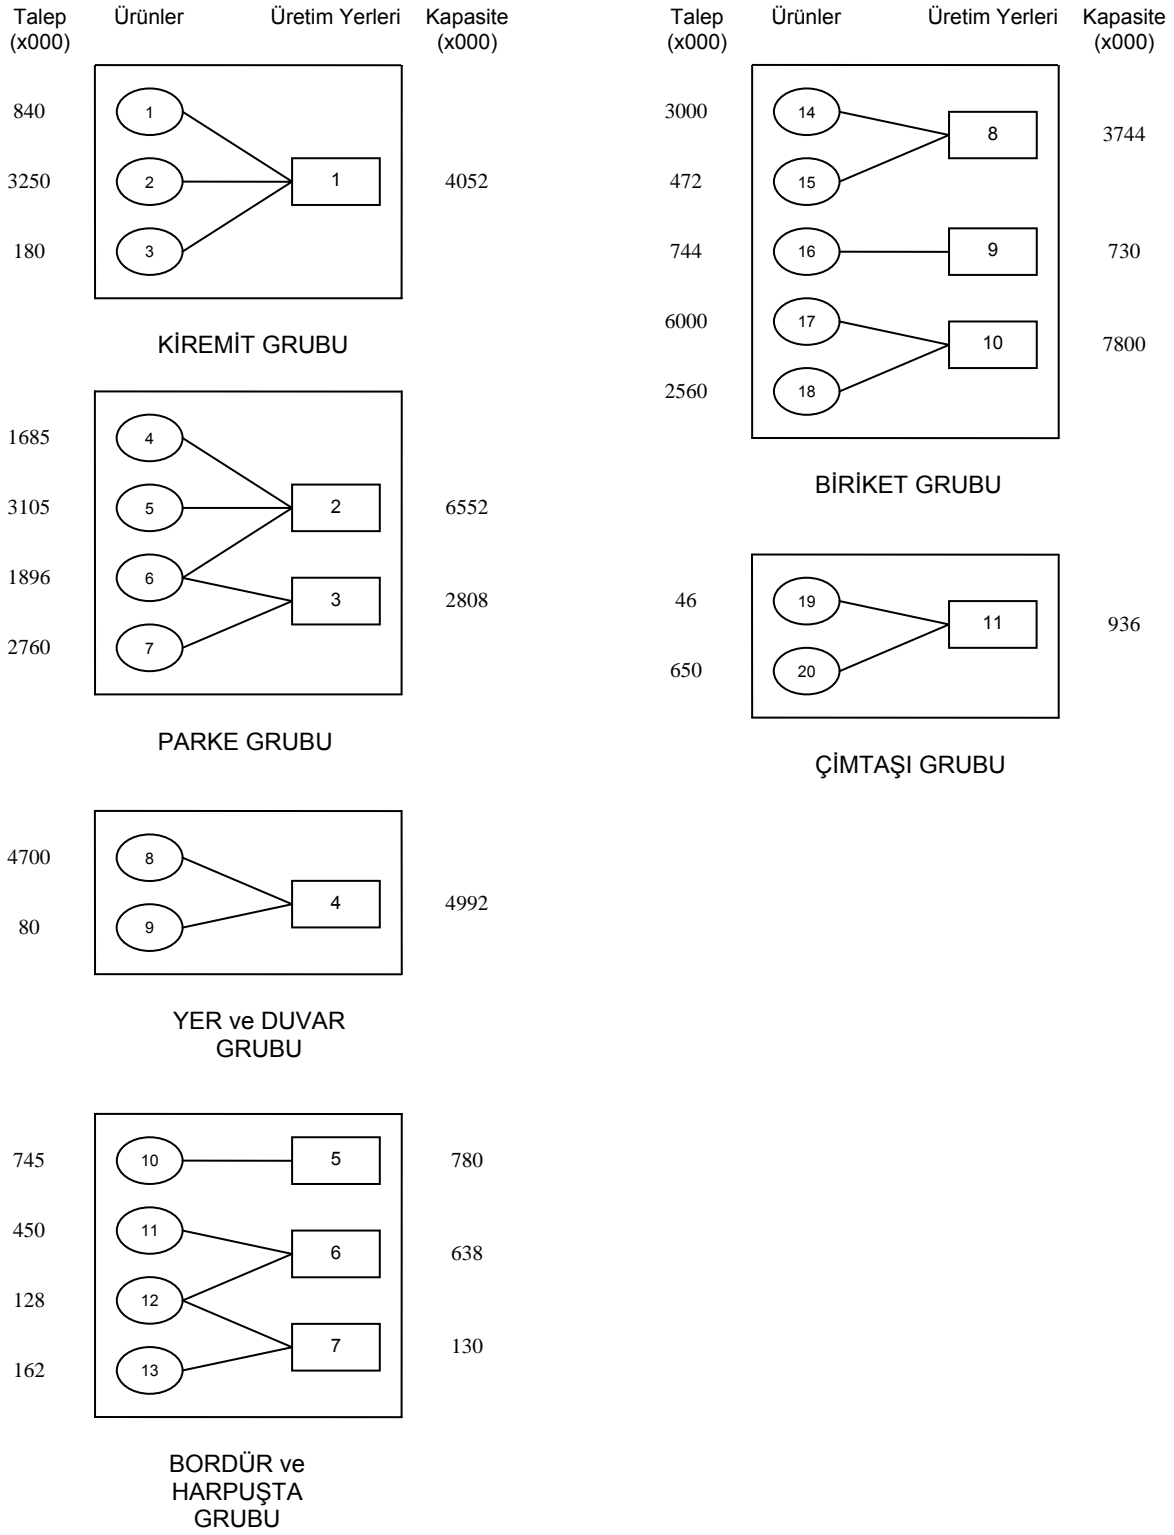 Talep Ürünler Üretim Yerleri Kapasite
(x000) (x000)
840 1
3250 2 1 4052
180 3
KİREMİT GRUBU
1685 4
3105 5 2 6552
1896 6
3 2808
2760 7
PARKE GRUBU
4700 8
4 4992
80 9
YER ve DUVAR
GRUBU
745 10 5 780
450 11
6 638
128 12
7 130
162 13
BORDÜR ve
HARPUŞTA
GRUBU
Talep Ürünler Üretim Yerleri Kapasite
(x000) (x000)
3000 14
8 3744
472 15
744 16 9 730
6000 17
10 7800
2560 18
BİRİKET GRUBU
46 19
11 936
650 20
ÇİMTAŞI GRUBU